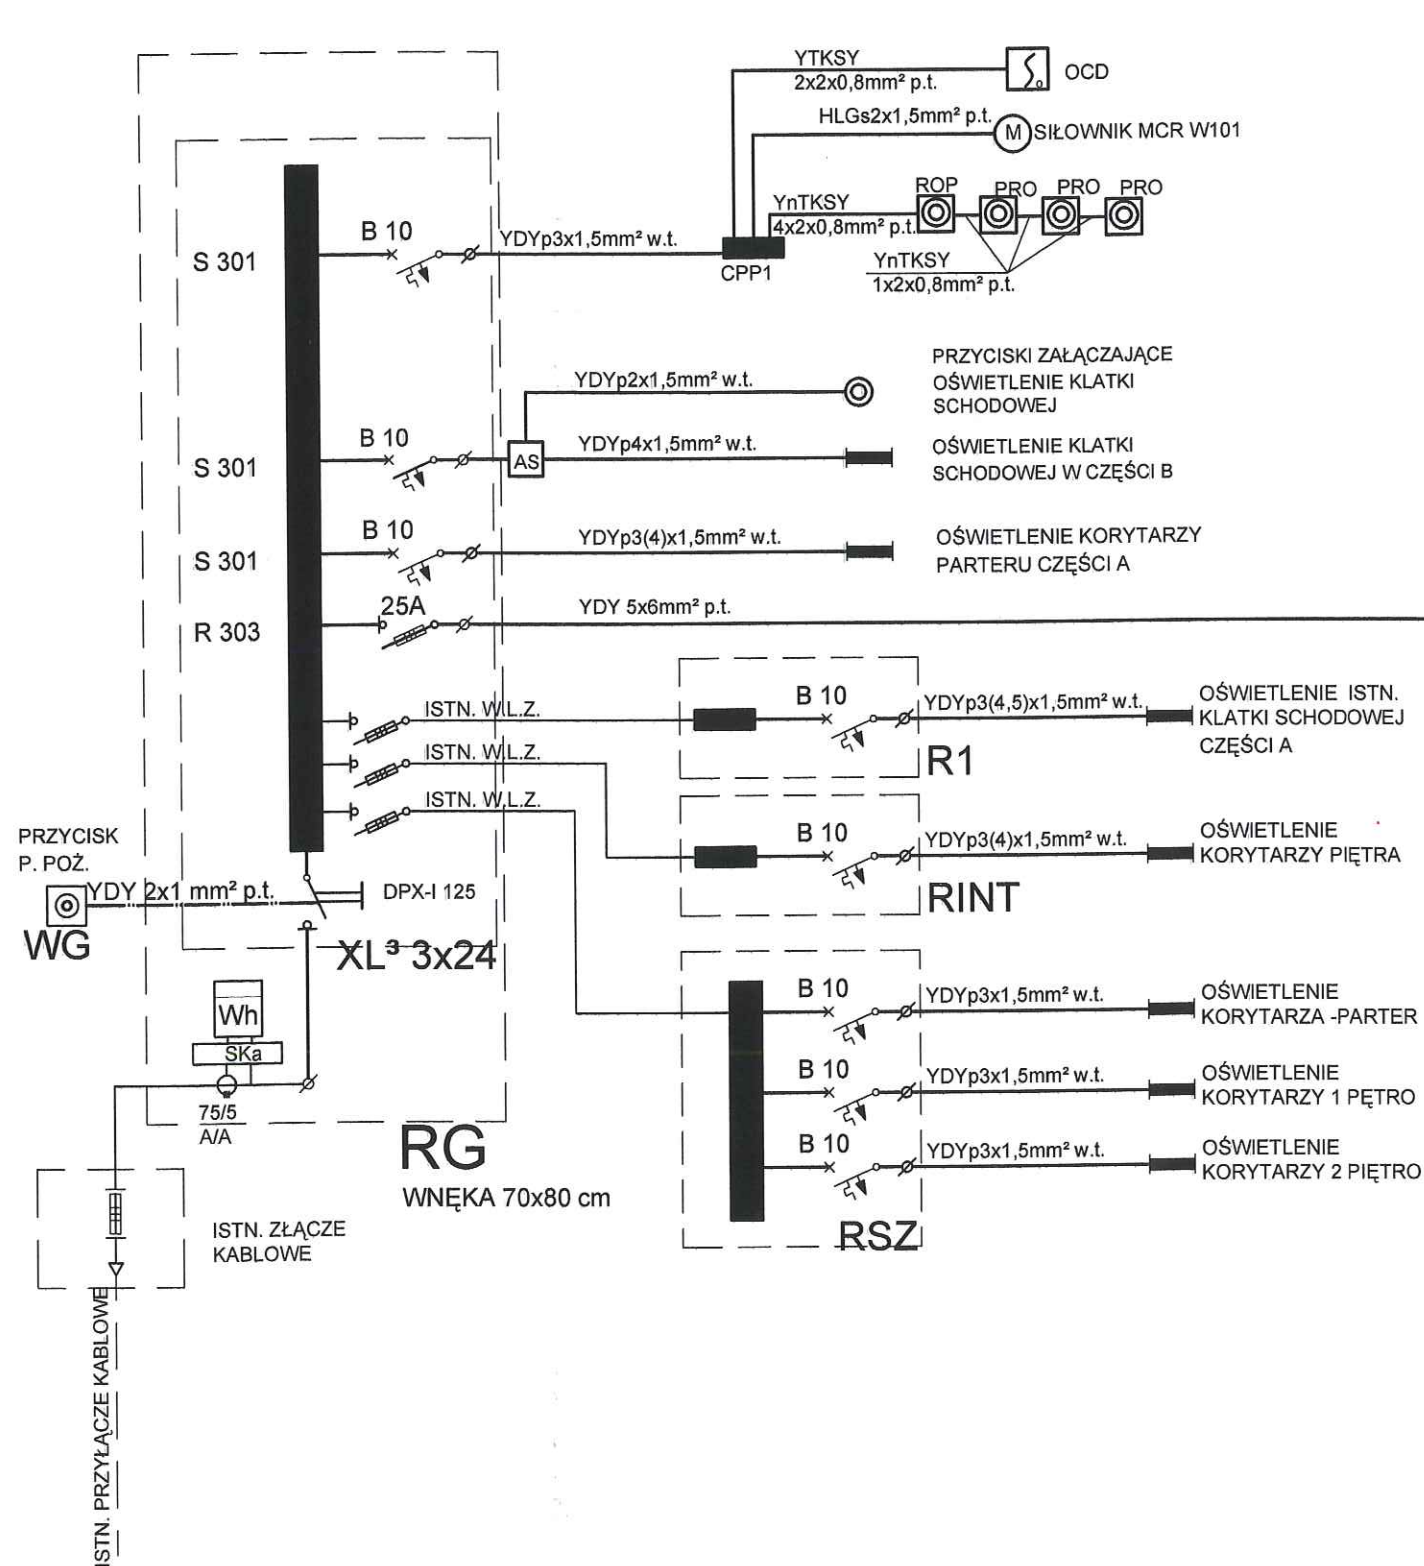 YTKSY
2x2x0,8mm² p.t.
OCD
HLGs2x1,5mm² p.t.
M
SIŁOWNIK MCR W101
YnTKSY
4x2x0,8mm² p.t.
ROP
PRO
PRO
PRO
YnTKSY
1x2x0,8mm² p.t.
S 301
B 10
YDYp3x1,5mm² w.t.
CPP1
YDYp2x1,5mm² w.t.
PRZYCISKI ZAŁĄCZAJĄCE
OŚWIETLENIE KLATKI
SCHODOWEJ
S 301
B 10
AS
YDYp4x1,5mm² w.t.
OŚWIETLENIE KLATKI
SCHODOWEJ W CZĘŚCI B
S 301
B 10
YDYp3(4)x1,5mm² w.t.
OŚWIETLENIE KORYTARZY
PARTERU CZĘŚCI A
R 303
25A
YDY 5x6mm² p.t.
ISTN. W.L.Z.
B 10
YDYp3(4,5)x1,5mm² w.t.
OŚWIETLENIE ISTN.
KLATKI SCHODOWEJ
CZĘŚCI A
R1
ISTN. W.L.Z.
ISTN. W.L.Z.
B 10
YDYp3(4)x1,5mm² w.t.
OŚWIETLENIE
KORYTARZY PIĘTRA
RINT
PRZYCISK
P. POŻ.
YDY 2x1 mm² p.t.
DPX-I 125
WG
XL³ 3x24
B 10
YDYp3x1,5mm² w.t.
OŚWIETLENIE
KORYTARZA -PARTER
B 10
YDYp3x1,5mm² w.t.
OŚWIETLENIE
KORYTARZY 1 PĘTRO
B 10
YDYp3x1,5mm² w.t.
OŚWIETLENIE
KORYTARZY 2 PIĘTRO
RSZ
Wh
SKa
75/5
A/A
RG
WNĘKA 70x80 cm
ISTN. ZŁĄCZE
KABLOWE
ISTN. PRZYŁĄCZE KABLOWE